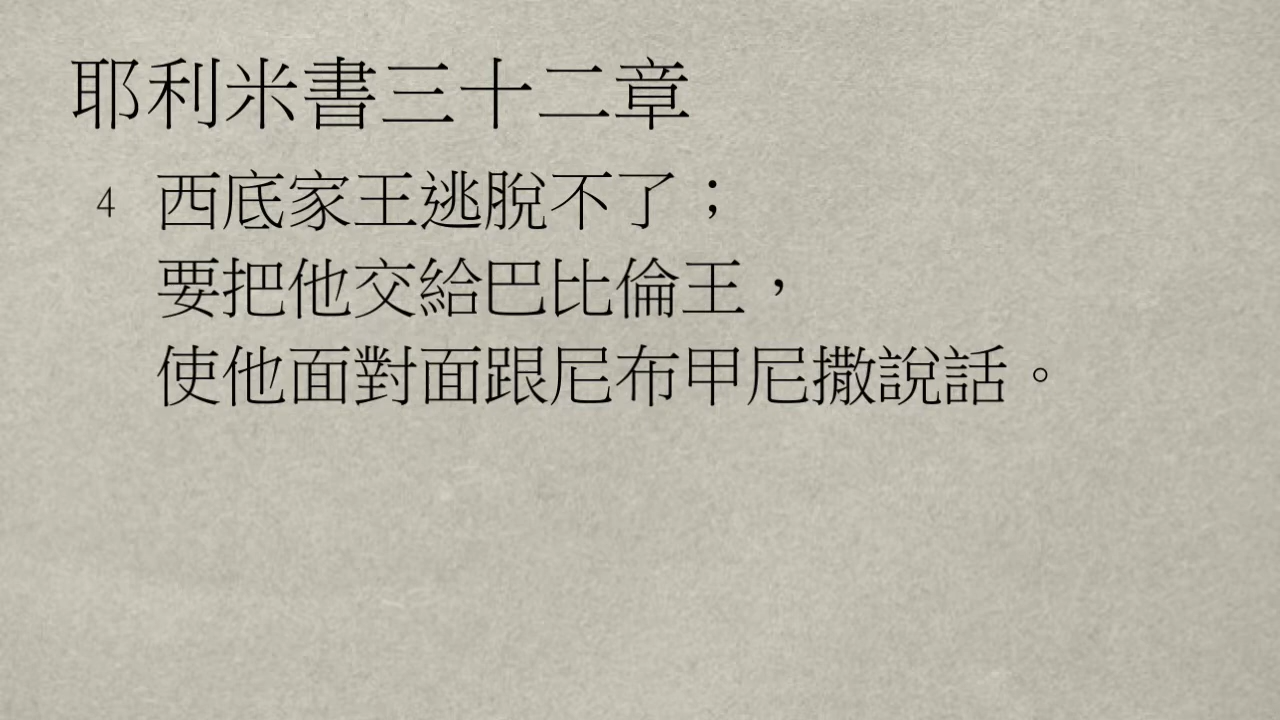 耶利米書三十二章
4 西底家王逃脫不了；
要把他交給巴比倫王，
使他面對面跟尼布甲尼撒說話。